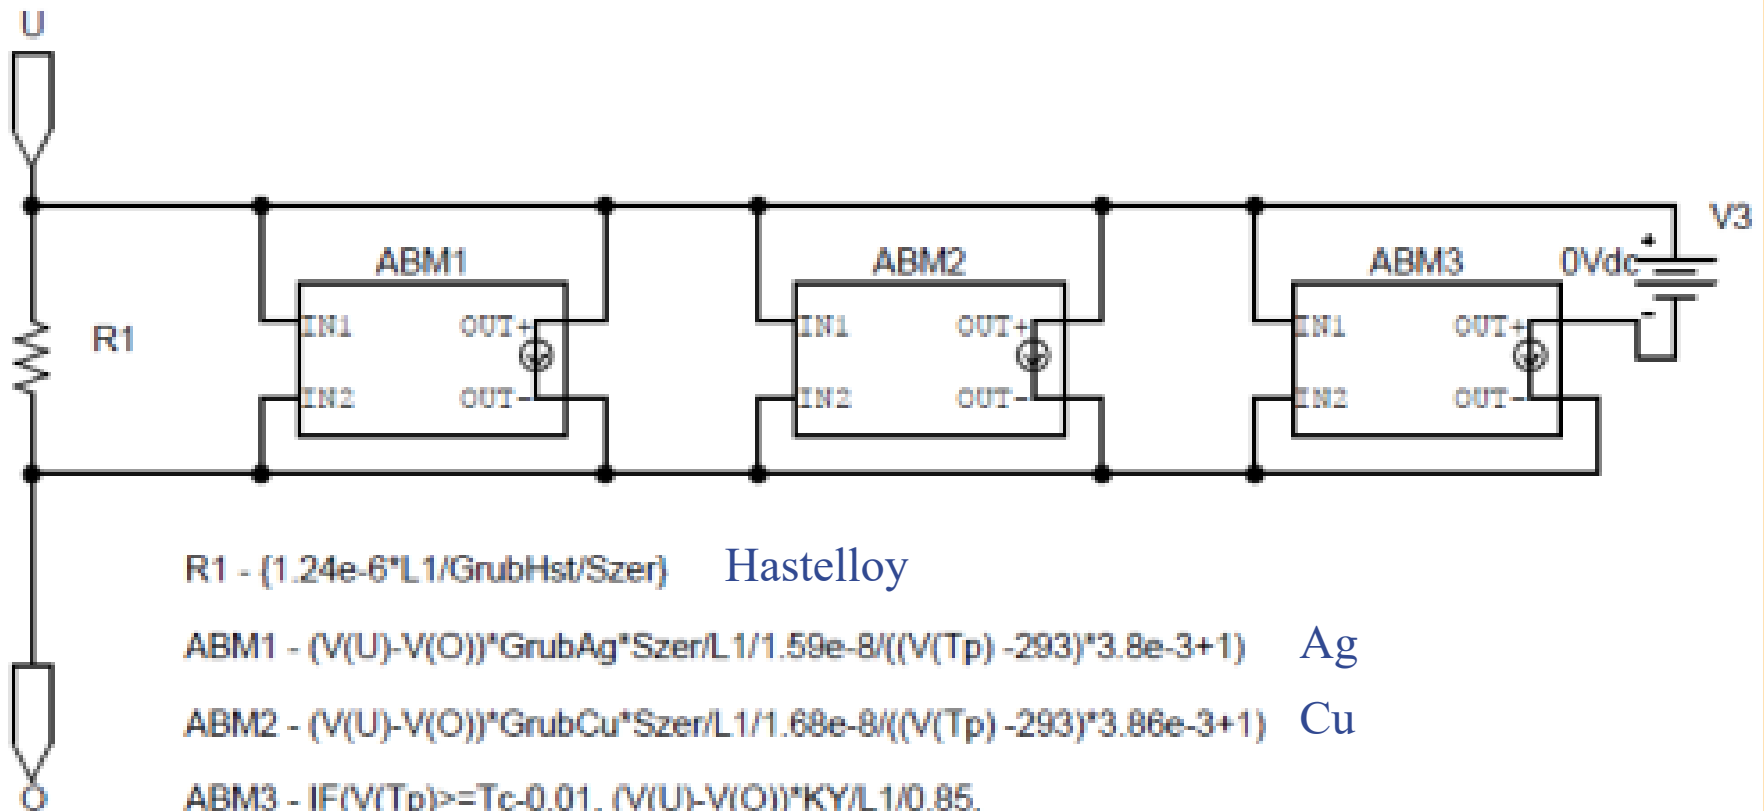 U
V3
ABM1
ABM2
ABM3
0Vdc
+
-
IN1 OUT+
IN1 OUT+
IN1 OUT+
R1
IN2 OUT-
IN2 OUT-
IN2 OUT-
R1 - {1.24e-6*L1/GrubHst/Szer} Hastelloy
ABM1 - (V(U)-V(O))*GrubAg*Szer/L1/1.59e-8/((V(Tp) -293)*3.8e-3+1) Ag
ABM2 - (V(U)-V(O))*GrubCu*Szer/L1/1.68e-8/((V(Tp) -293)*3.86e-3+1) Cu
O
ABM3 - IF(V(Tp)>=Tc-0.01, (V(U)-V(O))*KY/L1/0.85,